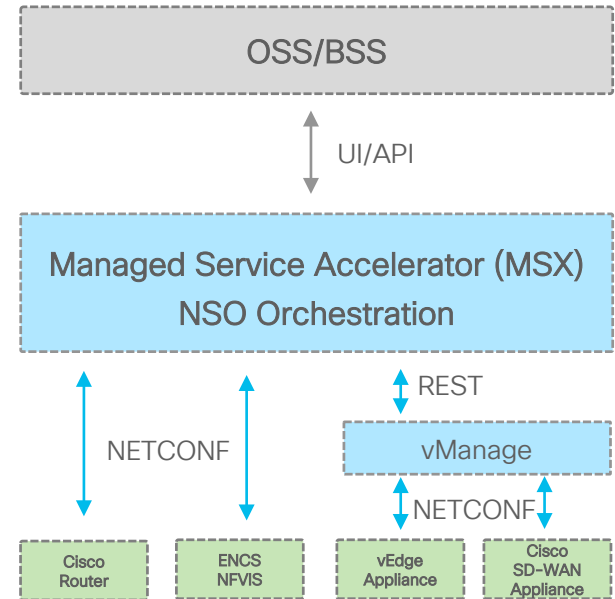 OSS/BSS
UI/API
Managed Service Accelerator (MSX)
NSO Orchestration
REST
NETCONF
vManage
NETCONF
Cisco
Router
ENCS
NFVIS
vEdge
Appliance
Cisco
SD-WAN
Appliance